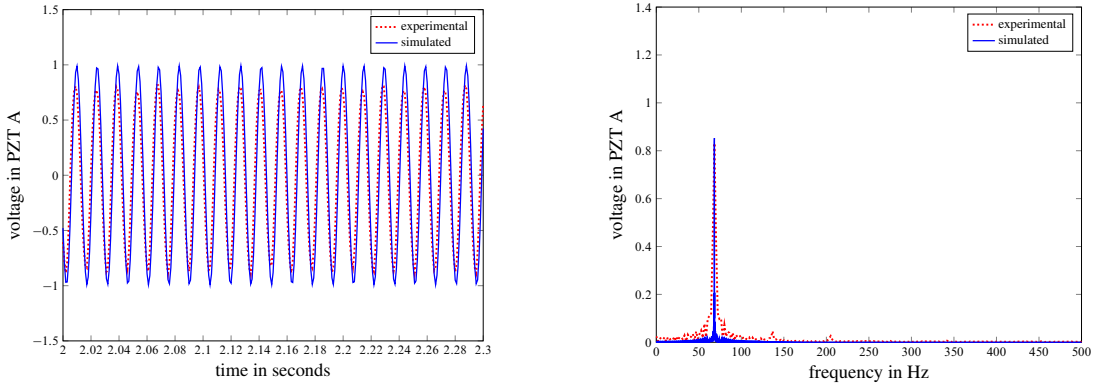 voltage in PZT A
1.5
1
0.5
0
−0.5
−1
−1.5
experimental
simulated
2 2.02 2.04 2.06 2.08 2.1 2.12 2.14 2.16 2.18 2.2 2.22 2.24 2.26 2.28 2.3
time in seconds
voltage in PZT A
1.4
1.2
1
0.8
0.6
0.4
0.2
0
experimental
simulated
0 50 100 150 200 250 300 350 400 450 500
frequency in Hz